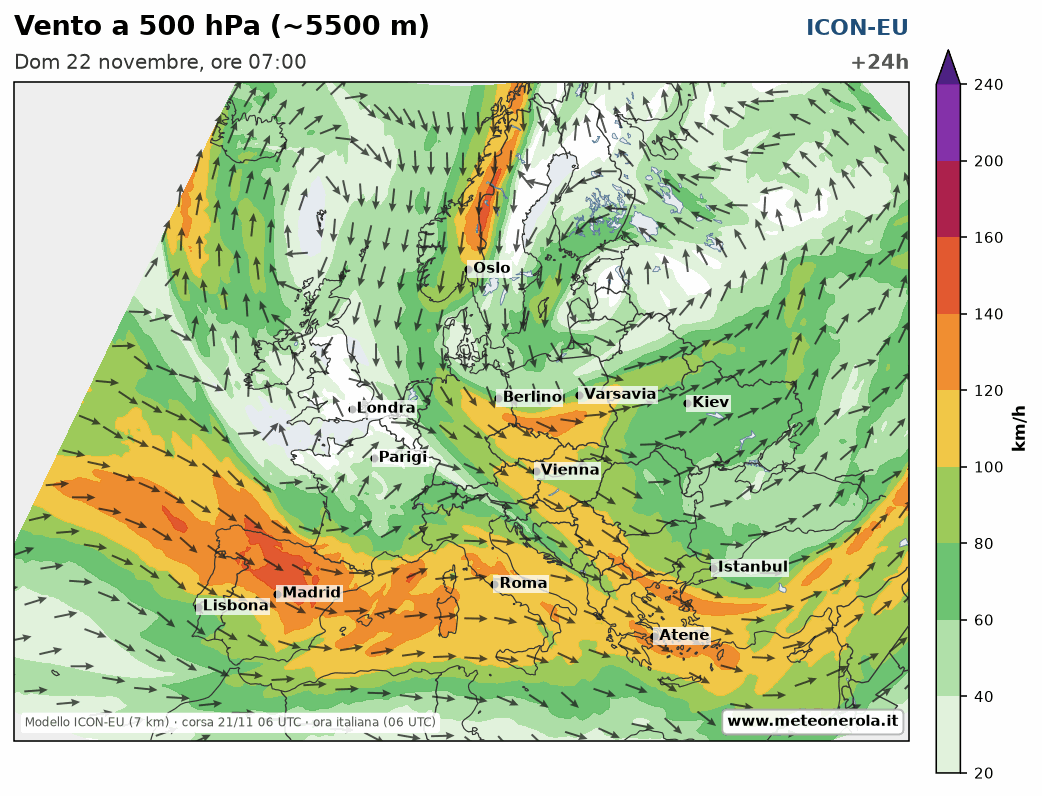 Vento a 500 hPa (~5500 m)
ICON-EU
Dom 22 novembre, ore 07:00
+24h
240
200
160
140
120
100
80
60
40
20
km/h
Oslo
Berlino
Varsavia
Kiev
Londra
Parigi
Vienna
Istanbul
Roma
Madrid
Lisbona
Atene
Modello ICON-EU (7 km) · corsa 21/11 06 UTC · ora italiana (06 UTC)
www.meteonerola.it